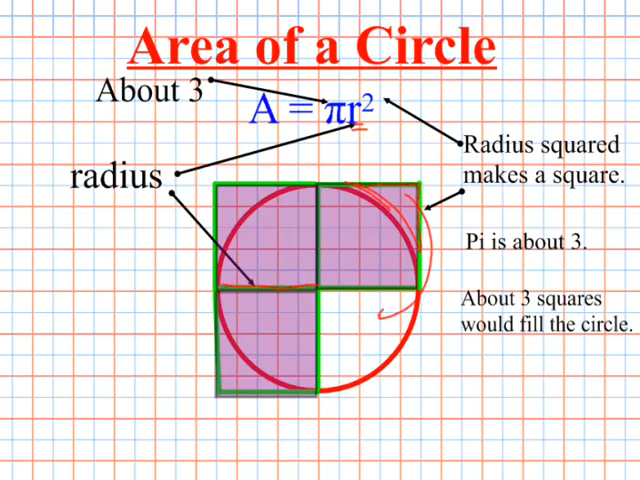 Area of a Circle
About 3
A = πr²
Radius squared
makes a square.
radius
Pi is about 3.
About 3 squares
would fill the circle.